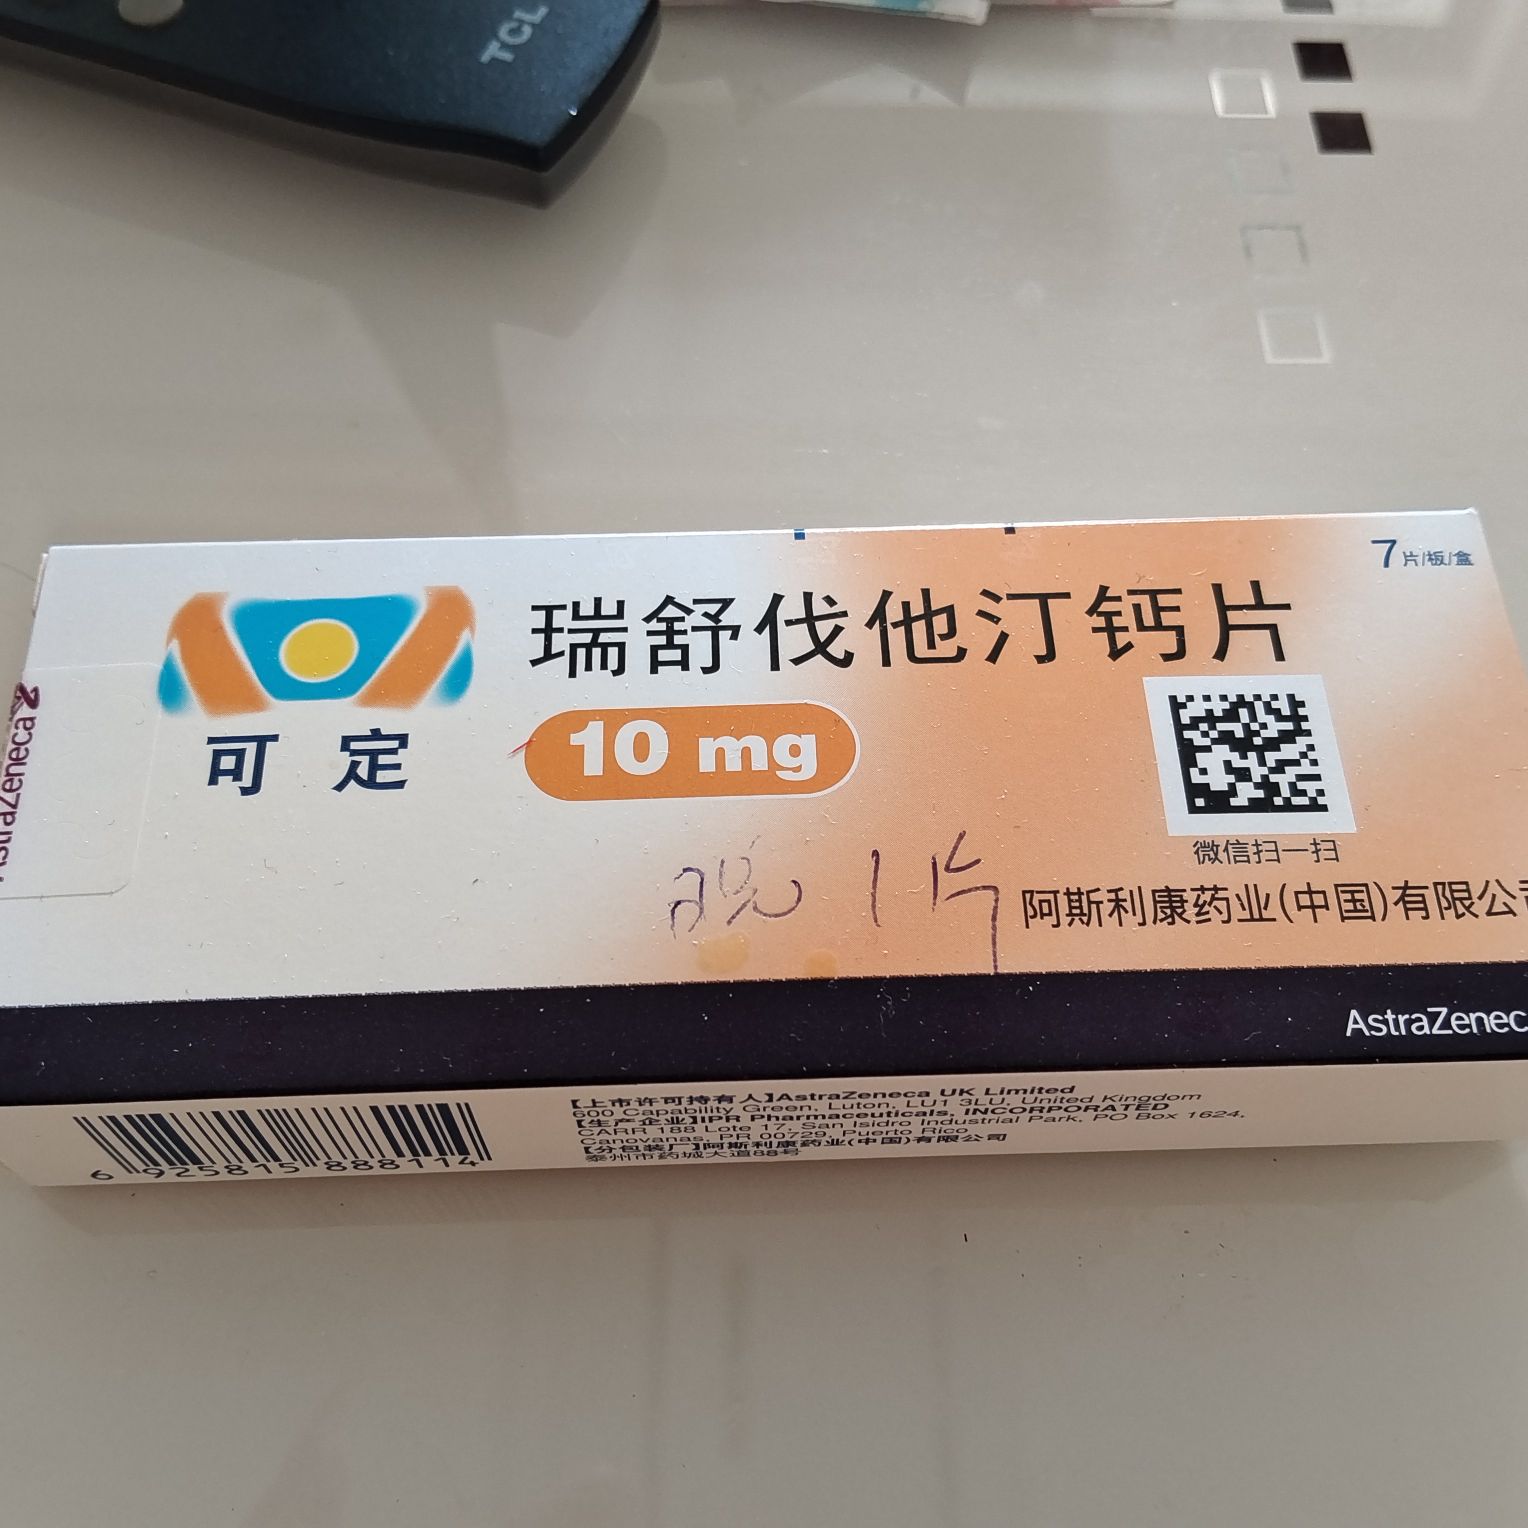 TCL
7片/板/盒
瑞舒伐他汀钙片
可定
10 mg
AstraZeneca
微信扫一扫
晚1片
阿斯利康药业(中国)有限公司
AstraZenec
【上市许可持有人】AstraZeneca UK Limited
600 Capability Green, Luton, LU1 3LU, United Kingdom
【生产企业】IPR Pharmaceuticals, INCORPORATED
CARR 188 Lote 17, San Isidro Industrial Park, PO Box 1624,
Canovanas, PR 00729, Puerto Rico
【分包装厂】阿斯利康药业(中国)有限公司
泰州市药城大道88号
6 925815 888114